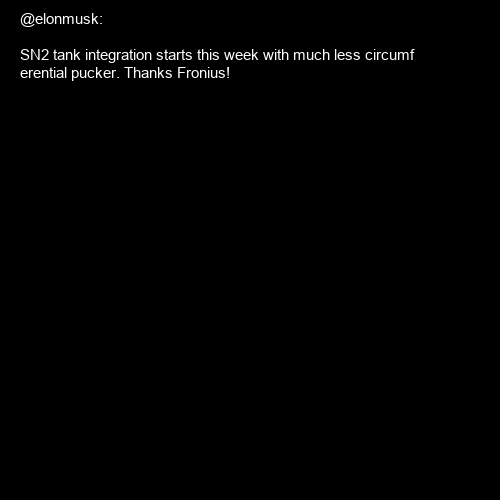 @elonmusk:
SN2 tank integration starts this week with much less circumf
erential pucker. Thanks Fronius!